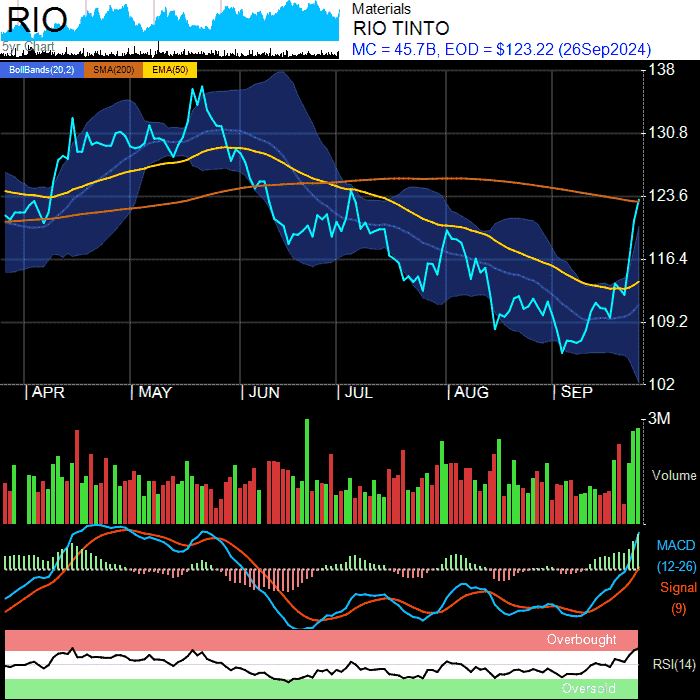 RIO
5yr Chart
Materials
RIO TINTO
MC = 45.7B, EOD = $123.22 (26Sep2024)
BollBands(20,2) SMA(200) EMA(50)
138
130.8
123.6
116.4
109.2
102
APR MAY JUN JUL AUG SEP
3M
Volume
MACD
(12-26)
Signal
(9)
Overbought
RSI(14)
Oversold